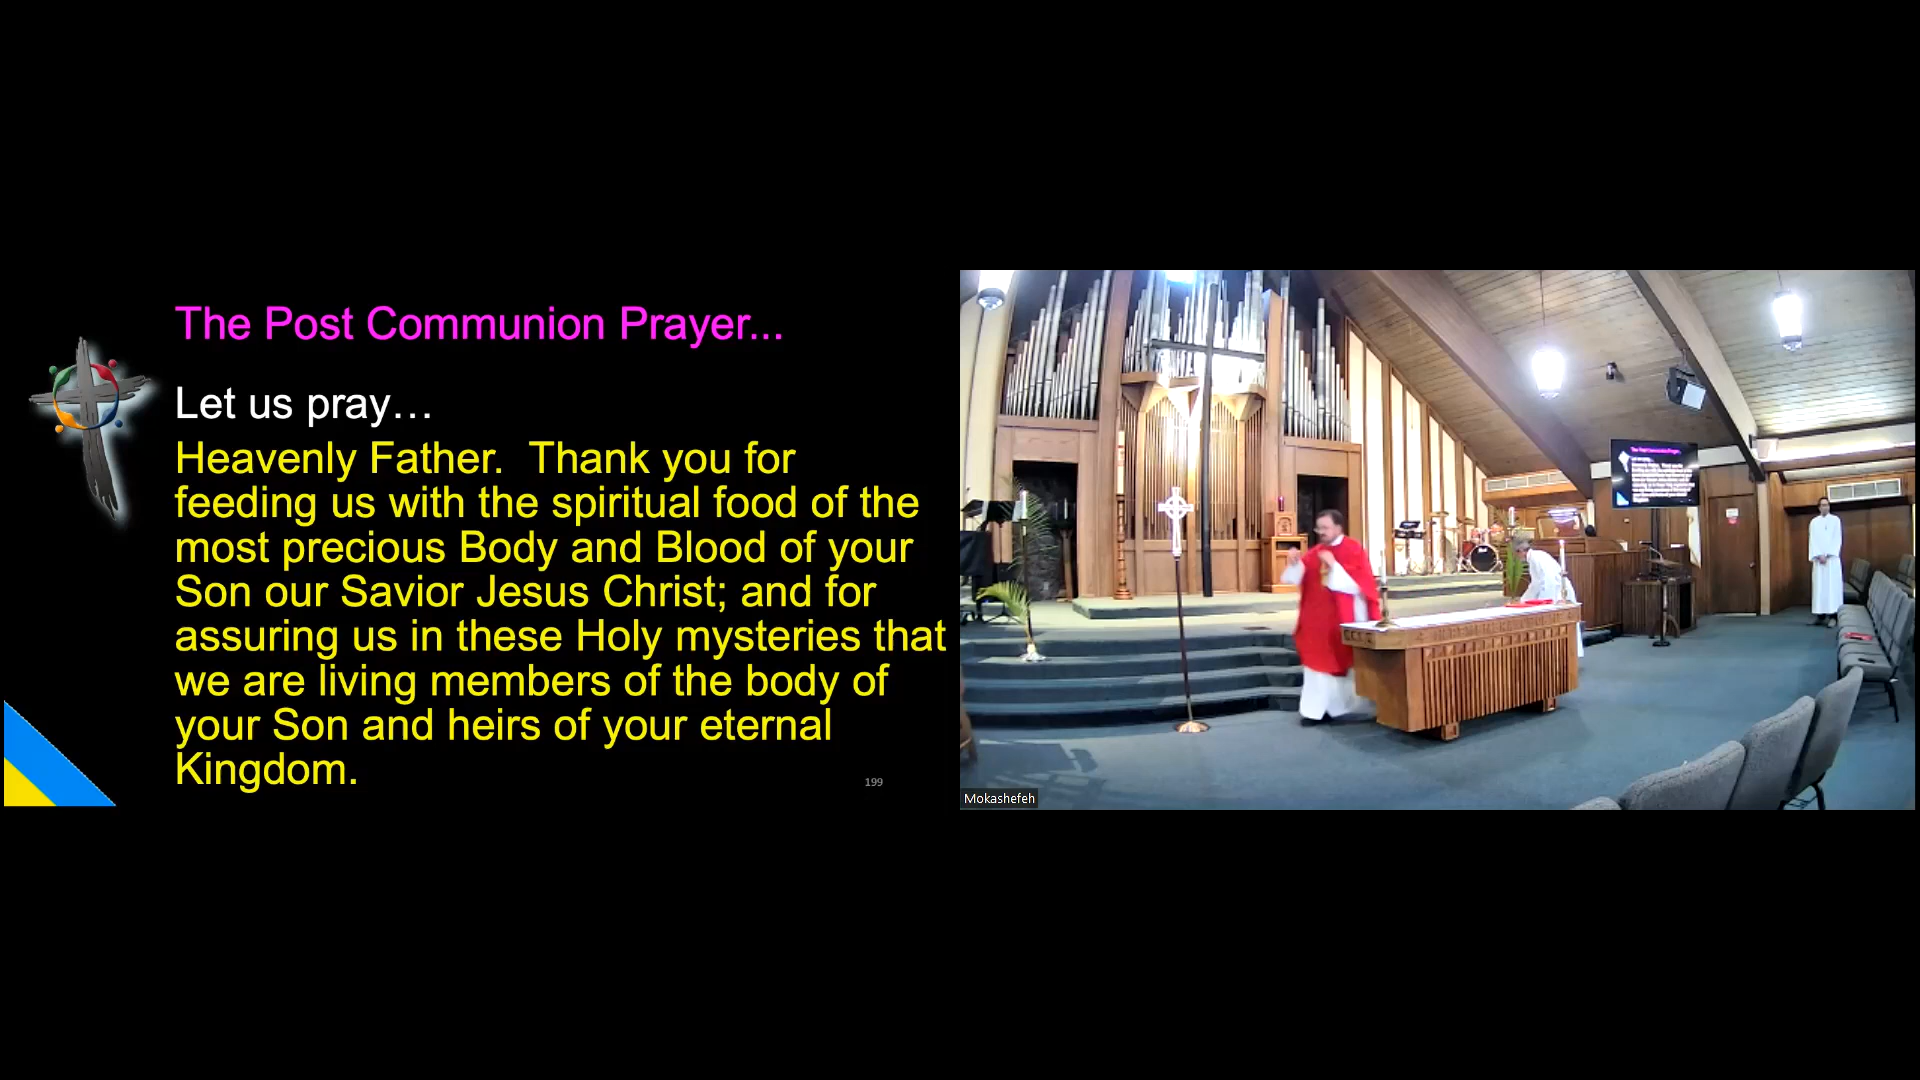 The Post Communion Prayer...
Let us pray…
Heavenly Father.  Thank you for
feeding us with the spiritual food of the
most precious Body and Blood of your
Son our Savior Jesus Christ; and for
assuring us in these Holy mysteries that
we are living members of the body of
your Son and heirs of your eternal
Kingdom.
199
Mokashefeh